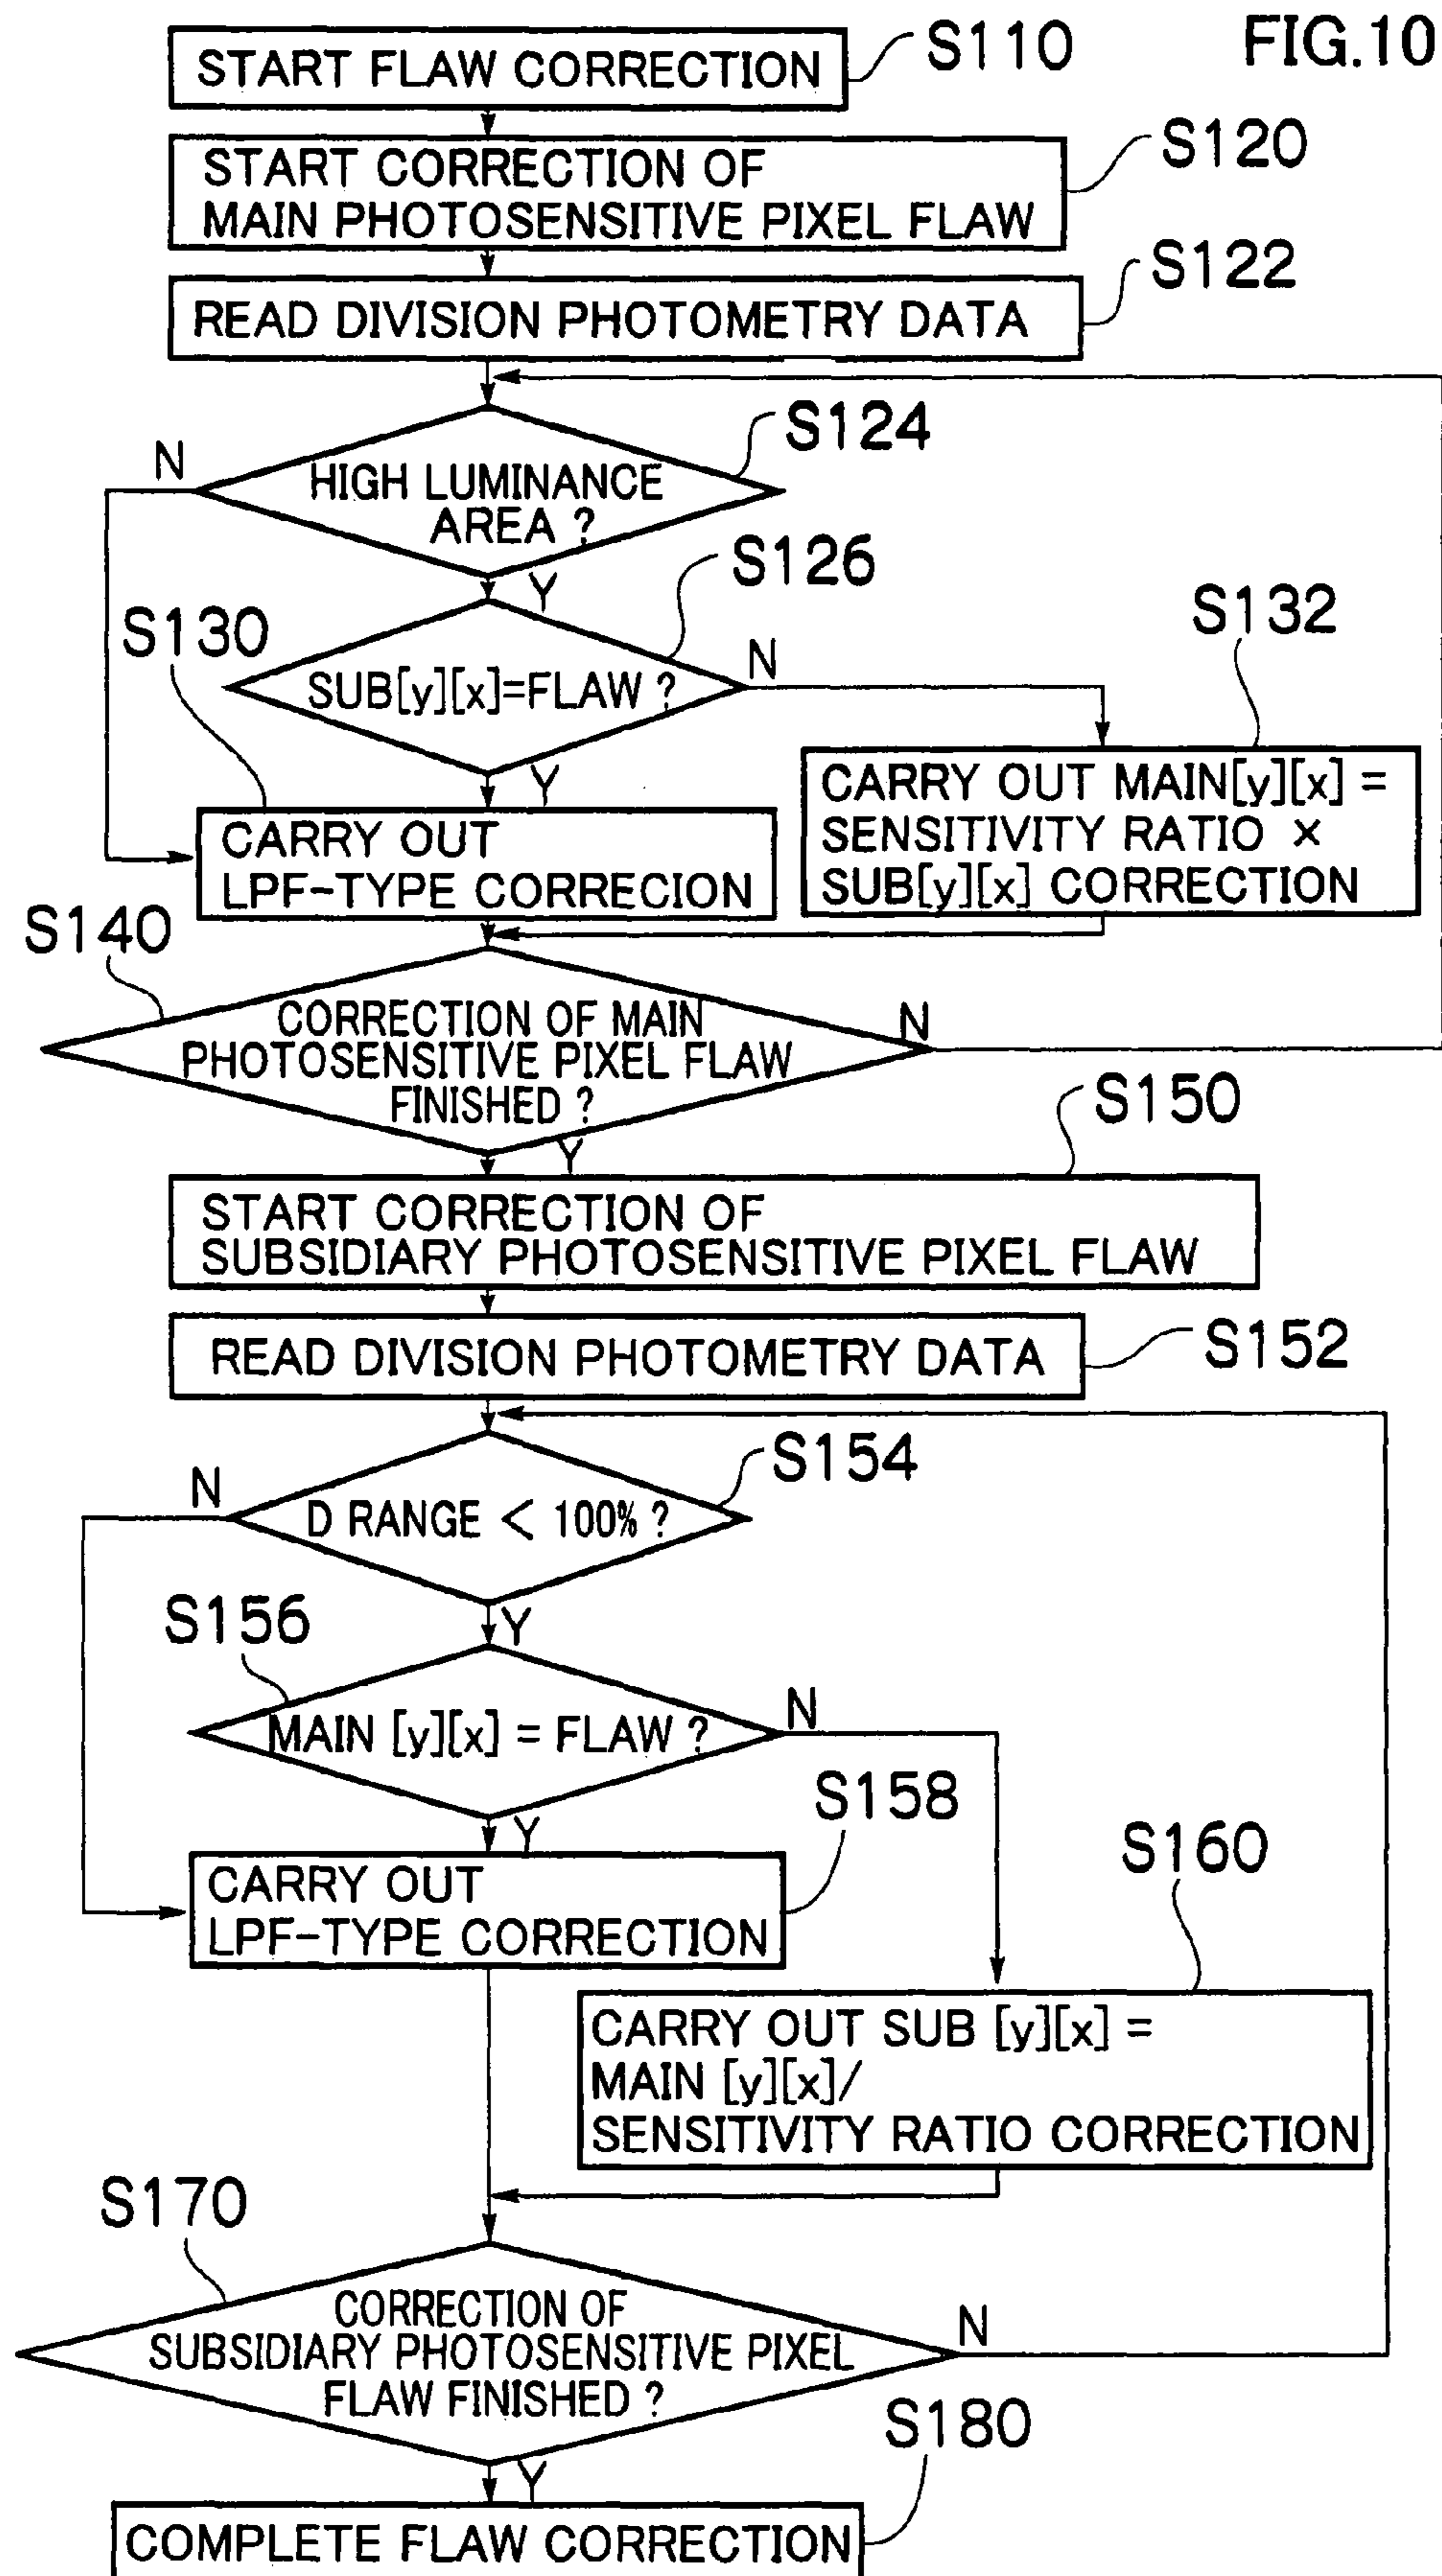 FIG.10
START FLAW CORRECTION
S110
START CORRECTION OF
MAIN PHOTOSENSITIVE PIXEL FLAW
S120
READ DIVISION PHOTOMETRY DATA
S122
S124
N
HIGH LUMINANCE
AREA ?
Y
S126
S130
SUB[y][x]=FLAW ?
N
S132
Y
CARRY OUT
LPF-TYPE CORRECION
CARRY OUT MAIN[y][x] =
SENSITIVITY RATIO ×
SUB[y][x] CORRECTION
S140
CORRECTION OF MAIN
PHOTOSENSITIVE PIXEL FLAW
FINISHED ?
N
Y
S150
START CORRECTION OF
SUBSIDIARY PHOTOSENSITIVE PIXEL FLAW
READ DIVISION PHOTOMETRY DATA
S152
S154
N
D RANGE < 100% ?
Y
S156
MAIN [y][x] = FLAW ?
N
Y
S158
CARRY OUT
LPF-TYPE CORRECTION
S160
CARRY OUT SUB [y][x] =
MAIN [y][x]/
SENSITIVITY RATIO CORRECTION
S170
CORRECTION OF
SUBSIDIARY PHOTOSENSITIVE PIXEL
FLAW FINISHED ?
N
Y
S180
COMPLETE FLAW CORRECTION